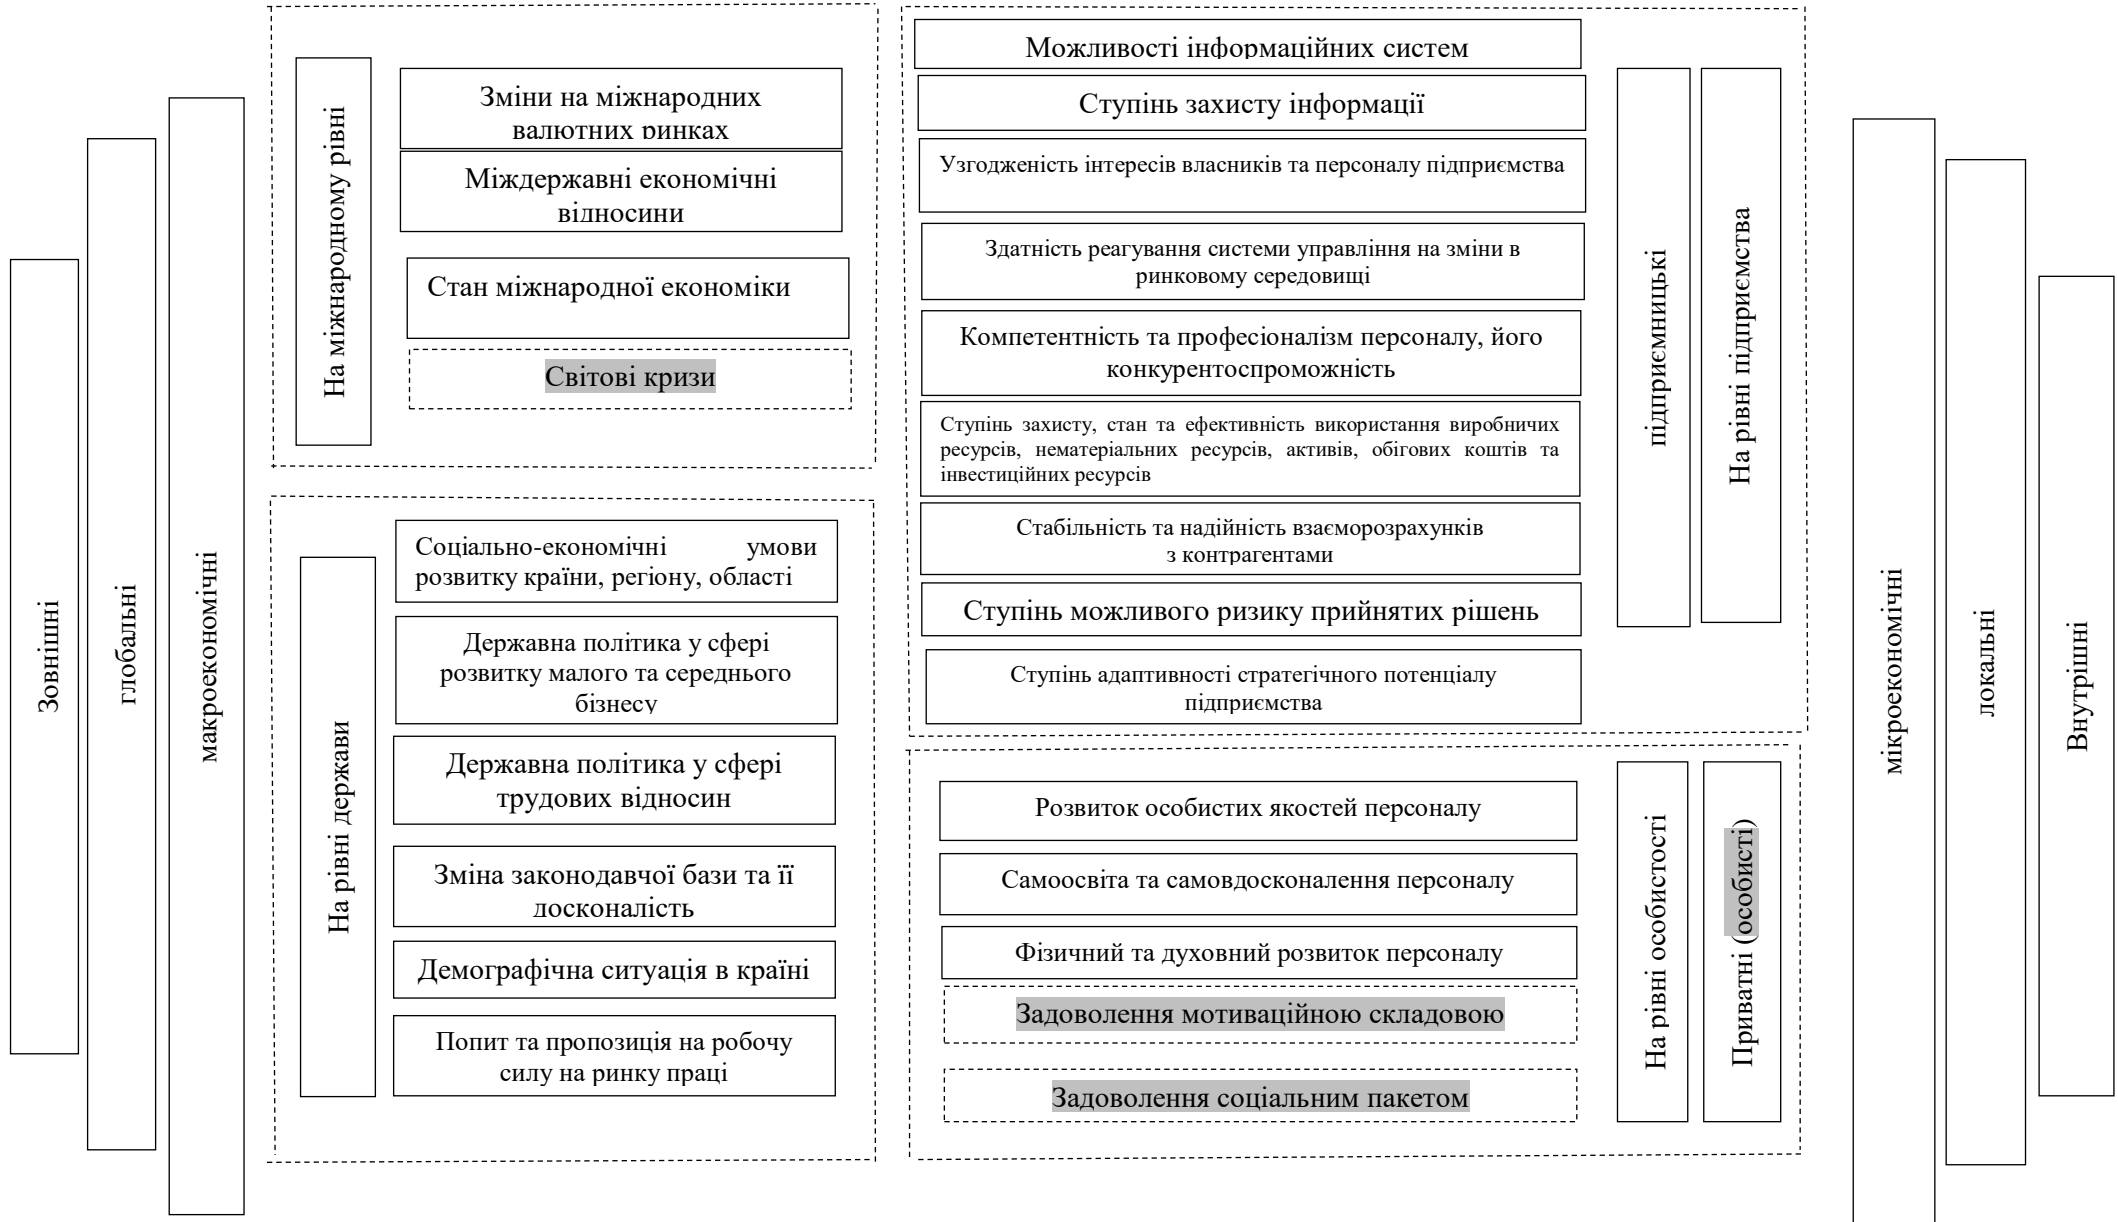 Зовнішні
глобальні
макроекономічні
На міжнародному рівні
Зміни на міжнародних
валютних ринках
Міждержавні економічні
відносини
Стан міжнародної економіки
Світові кризи
На рівні держави
Соціально-економічні умови
розвитку країни, регіону, області
Державна політика у сфері
розвитку малого та середнього
бізнесу
Державна політика у сфері
трудових відносин
Зміна законодавчої бази та її
досконалість
Демографічна ситуація в країні
Попит та пропозиція на робочу
силу на ринку праці
Можливості інформаційних систем
Ступінь захисту інформації
Узгодженість інтересів власників та персоналу підприємства
Здатність реагування системи управління на зміни в
ринковому середовищі
Компетентність та професіоналізм персоналу, його
конкурентоспроможність
Ступінь захисту, стан та ефективність використання виробничих
ресурсів, нематеріальних ресурсів, активів, обігових коштів та
інвестиційних ресурсів
Стабільність та надійність взаєморозрахунків
з контрагентами
Ступінь можливого ризику прийнятих рішень
Ступінь адаптивності стратегічного потенціалу
підприємства
підприємницькі
На рівні підприємства
Розвиток особистих якостей персоналу
Самоосвіта та самовдосконалення персоналу
Фізичний та духовний розвиток персоналу
Задоволення мотиваційною складовою
Задоволення соціальним пакетом
На рівні особистості
Приватні (особисті)
мікроекономічні
локальні
Внутрішні